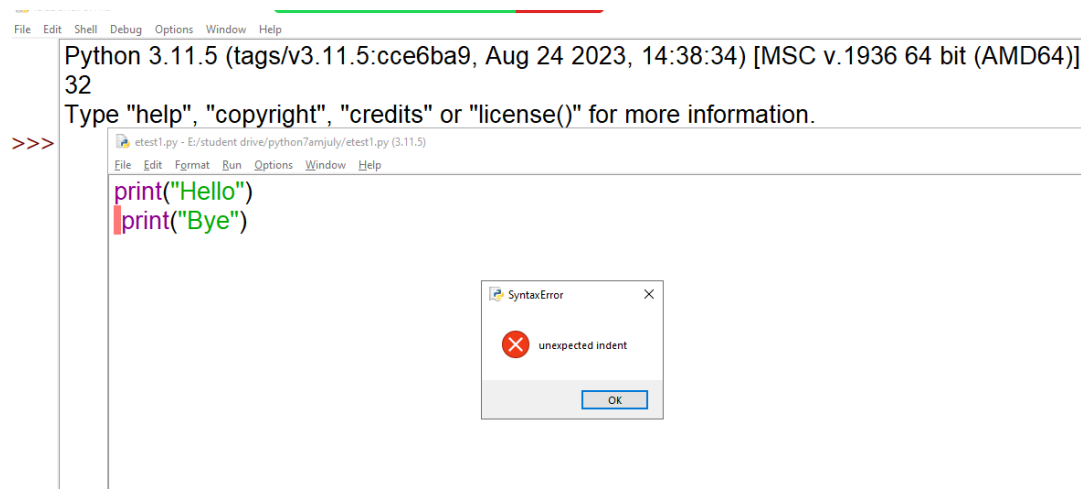 File Edit Shell Debug Options Window Help
Python 3.11.5 (tags/v3.11.5:cce6ba9, Aug 24 2023, 14:38:34) [MSC v.1936 64 bit (AMD64)]
32
Type "help", "copyright", "credits" or "license()" for more information.
>>>
etest1.py - E:/student drive/python7amjuly/etest1.py (3.11.5)
File Edit Format Run Options Window Help
print("Hello")
 print("Bye")
SyntaxError
unexpected indent
OK